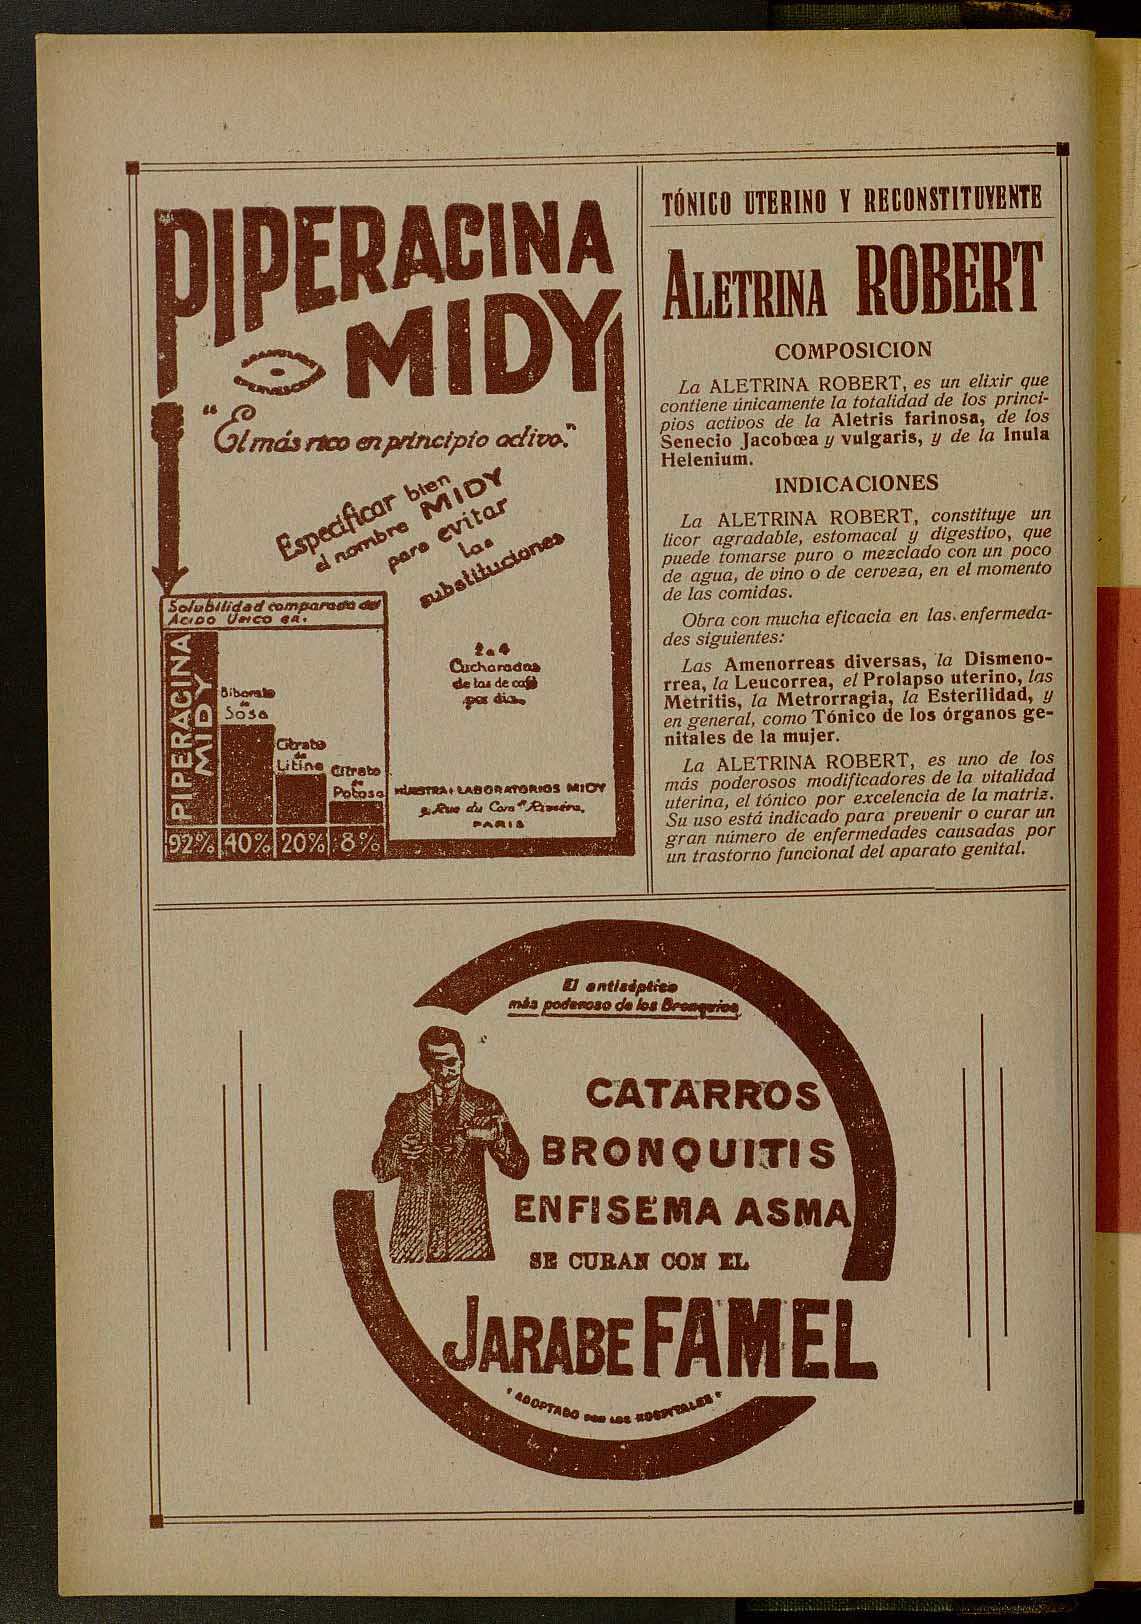 PIPERACINA
MIDY
"El más rico en principio activo."
Especificar bien
el nombre MIDY
para evitar
las
substituciones
Solubilidad comparada del
Acido Urico en.
PIPERACINA
MIDY
Biborato
de
Sosa
Citrato
de
Litina
Citrato
de
Potasa
92% 40% 20% 8%
2 a 4
Cucharadas
de las de café
por dia.
MUESTRA: LABORATORIOS MIDY
Rue du Cor.el Rivière,
PARIS
TÓNICO UTERINO Y RECONSTITUYENTE
ALETRINA ROBERT
COMPOSICION
La ALETRINA ROBERT, es un elixir que
contiene únicamente la totalidad de los princi-
pios activos de la Aletris farinosa, de los
Senecio Jacobœa y vulgaris, y de la Inula
Helenium.
INDICACIONES
La ALETRINA ROBERT, constituye un
licor agradable, estomacal y digestivo, que
puede tomarse puro o mezclado con un poco
de agua, de vino o de cerveza, en el momento
de las comidas.
Obra con mucha eficacia en las enfermeda-
des siguientes:
Las Amenorreas diversas, la Dismeno-
rrea, la Leucorrea, el Prolapso uterino, las
Metritis, la Metrorragia, la Esterilidad, y
en general, como Tónico de los órganos ge-
nitales de la mujer.
La ALETRINA ROBERT, es uno de los
más poderosos modificadores de la vitalidad
uterina, el tónico por excelencia de la matriz.
Su uso está indicado para prevenir o curar un
gran número de enfermedades causadas por
un trastorno funcional del aparato genital.
El antiséptico
más poderoso de los Bronquios
CATARROS
BRONQUITIS
ENFISEMA ASMA
SE CURAN CON EL
JARABE FAMEL
"ADOPTADO POR LOS HOSPITALES"